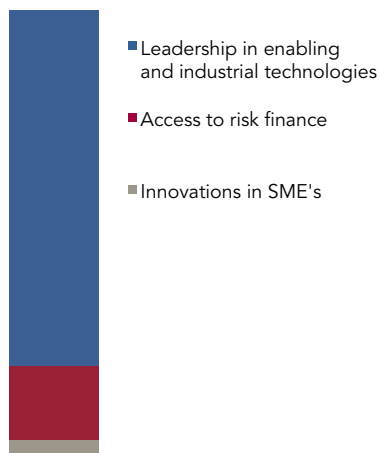 Leadership in enabling
and industrial technologies
Access to risk finance
Innovations in SME's